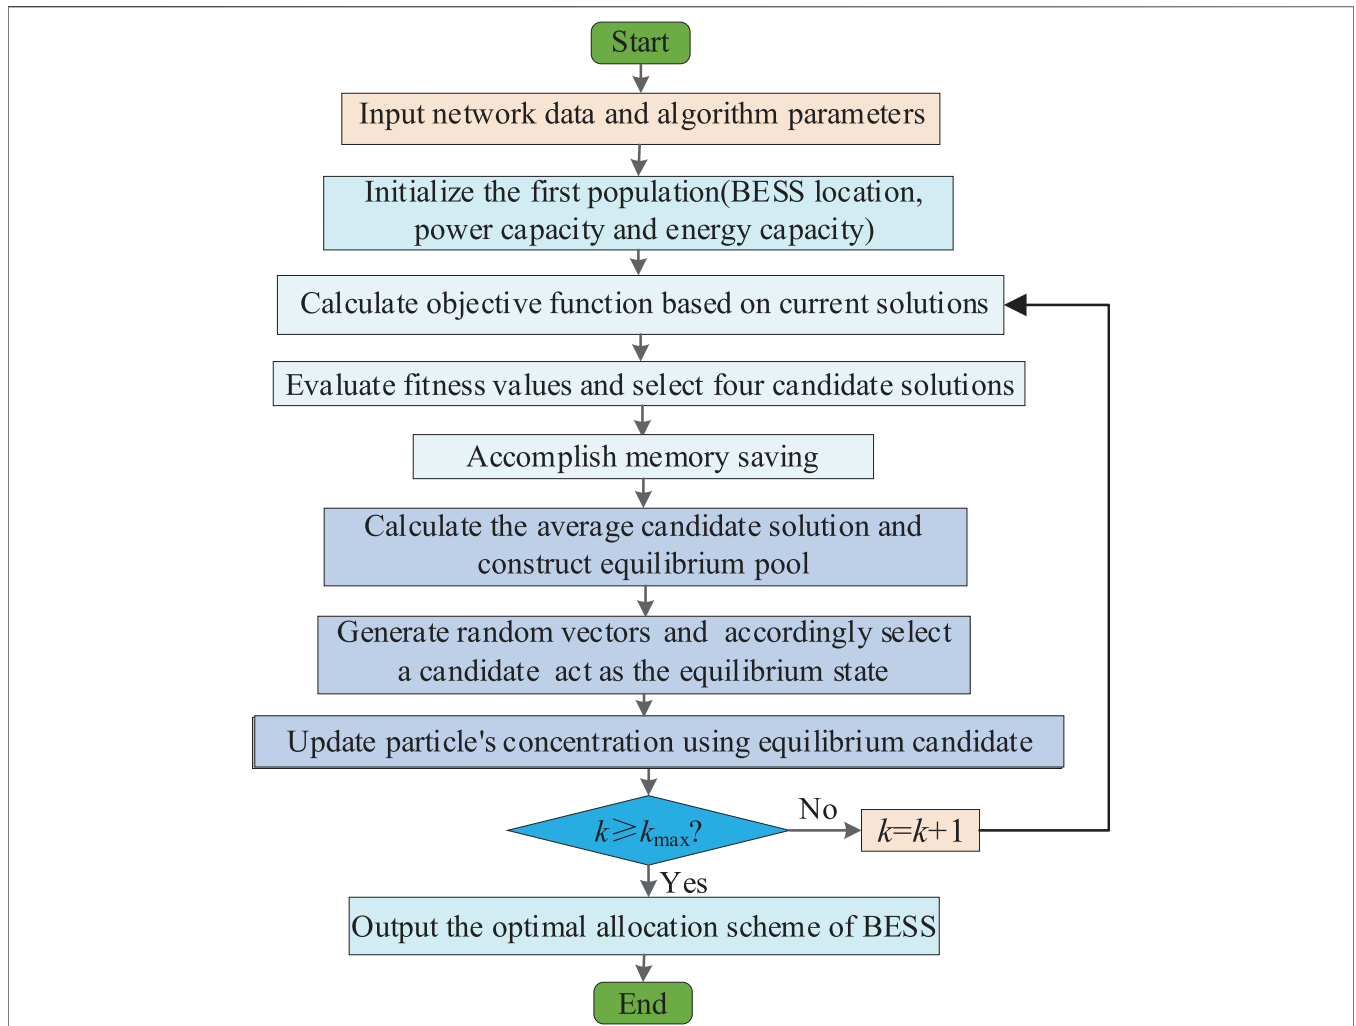 Start
Input network data and algorithm parameters
Initialize the first population(BESS location,
power capacity and energy capacity)
Calculate objective function based on current solutions
Evaluate fitness values and select four candidate solutions
Accomplish memory saving
Calculate the average candidate solution and
construct equilibrium pool
Generate random vectors and accordingly select
a candidate act as the equilibrium state
Update particle's concentration using equilibrium candidate
k⩾kmax?
No
k=k+1
Yes
Output the optimal allocation scheme of BESS
End